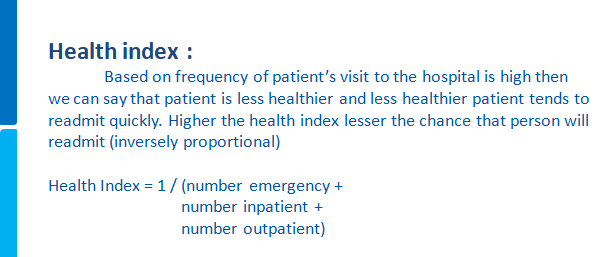 Health index :
Based on frequency of patient's visit to the hospital is high then
we can say that patient is less healthier and less healthier patient tends to
readmit quickly. Higher the health index lesser the chance that person will
readmit (inversely proportional)
Health Index = 1 / (number emergency +
number inpatient +
number outpatient)